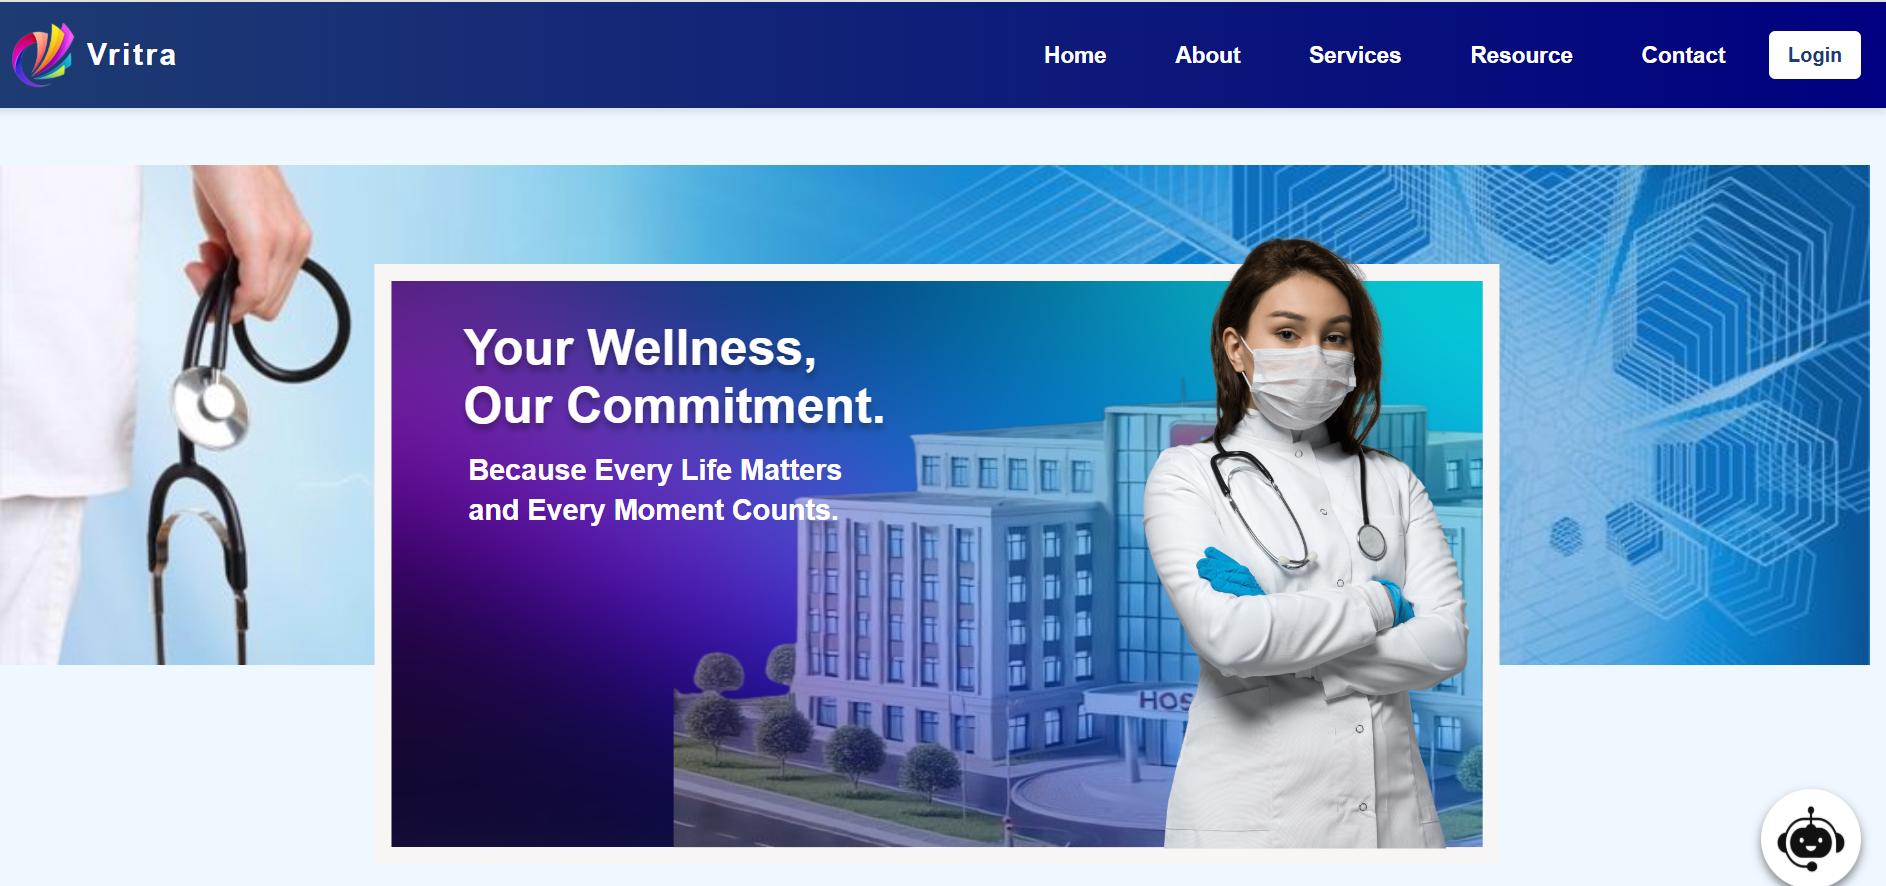 Vritra
Home About Services Resource Contact Login
Your Wellness,
Our Commitment.
Because Every Life Matters
and Every Moment Counts.
HOS